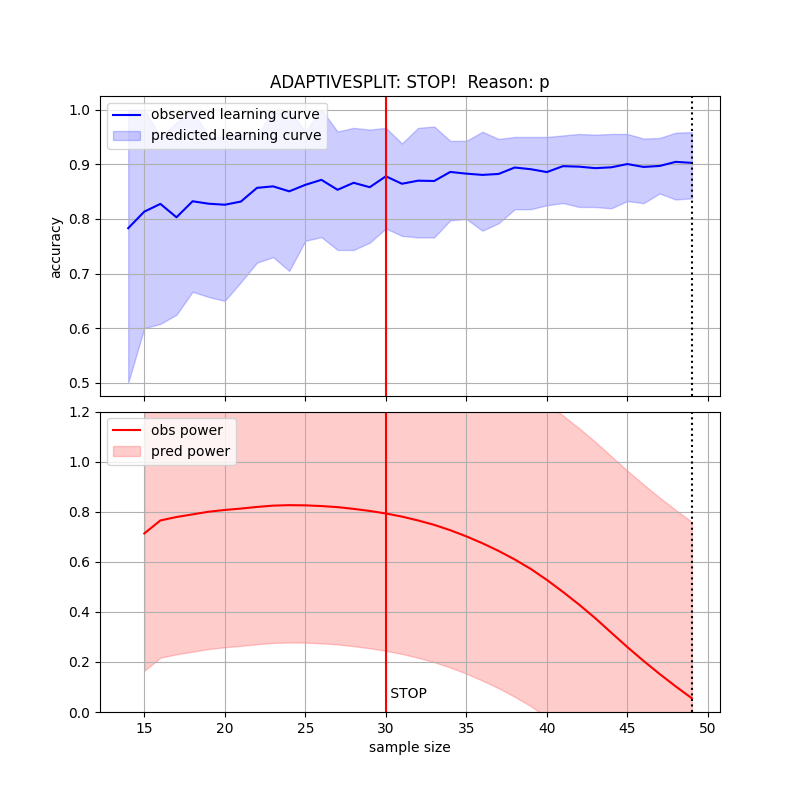 ADAPTIVESPLIT: STOP!  Reason: p
1.0
0.9
0.8
0.7
0.6
0.5
accuracy
observed learning curve
predicted learning curve
1.2
1.0
0.8
0.6
0.4
0.2
0.0
obs power
pred power
STOP
15 20 25 30 35 40 45 50
sample size